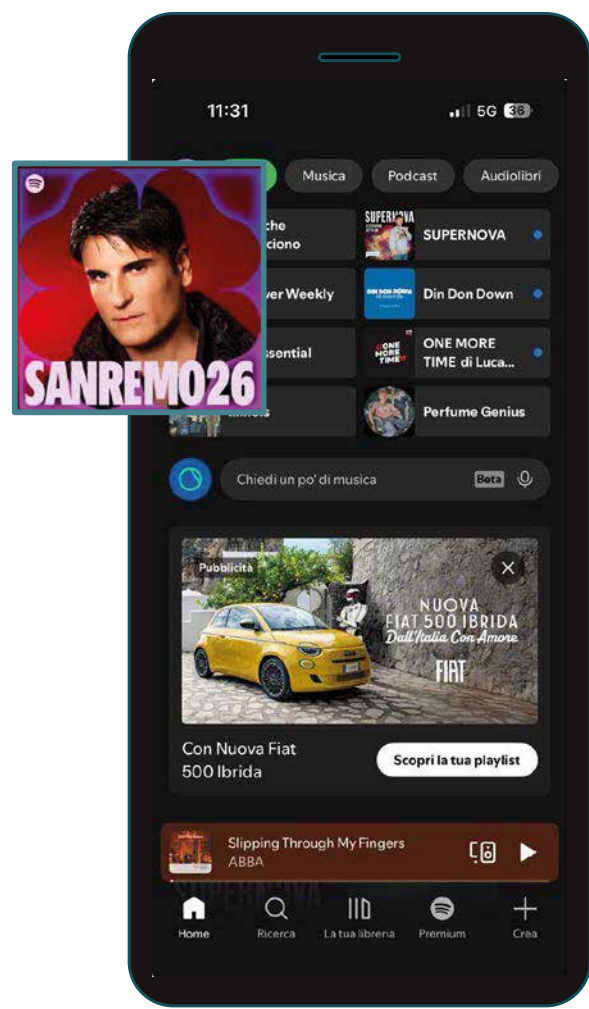 11:31
5G 36
Musica
Podcast
Audiolibri
SANREMO26
che
ciono
SUPERNOVA
SUPERNOVA
ver Weekly
DIN DON DOWN
Din Don Down
ssential
ONE
MORE
TIME
ONE MORE
TIME di Luca...
Perfume Genius
Chiedi un po' di musica
Beta
Pubblicità
NUOVA
FIAT 500 IBRIDA
Dall'Italia Con Amore
FIAT
Con Nuova Fiat
500 Ibrida
Scopri la tua playlist
Slipping Through My Fingers
ABBA
SUPERNOVA
Home
Ricerca
La tua libreria
Premium
Crea